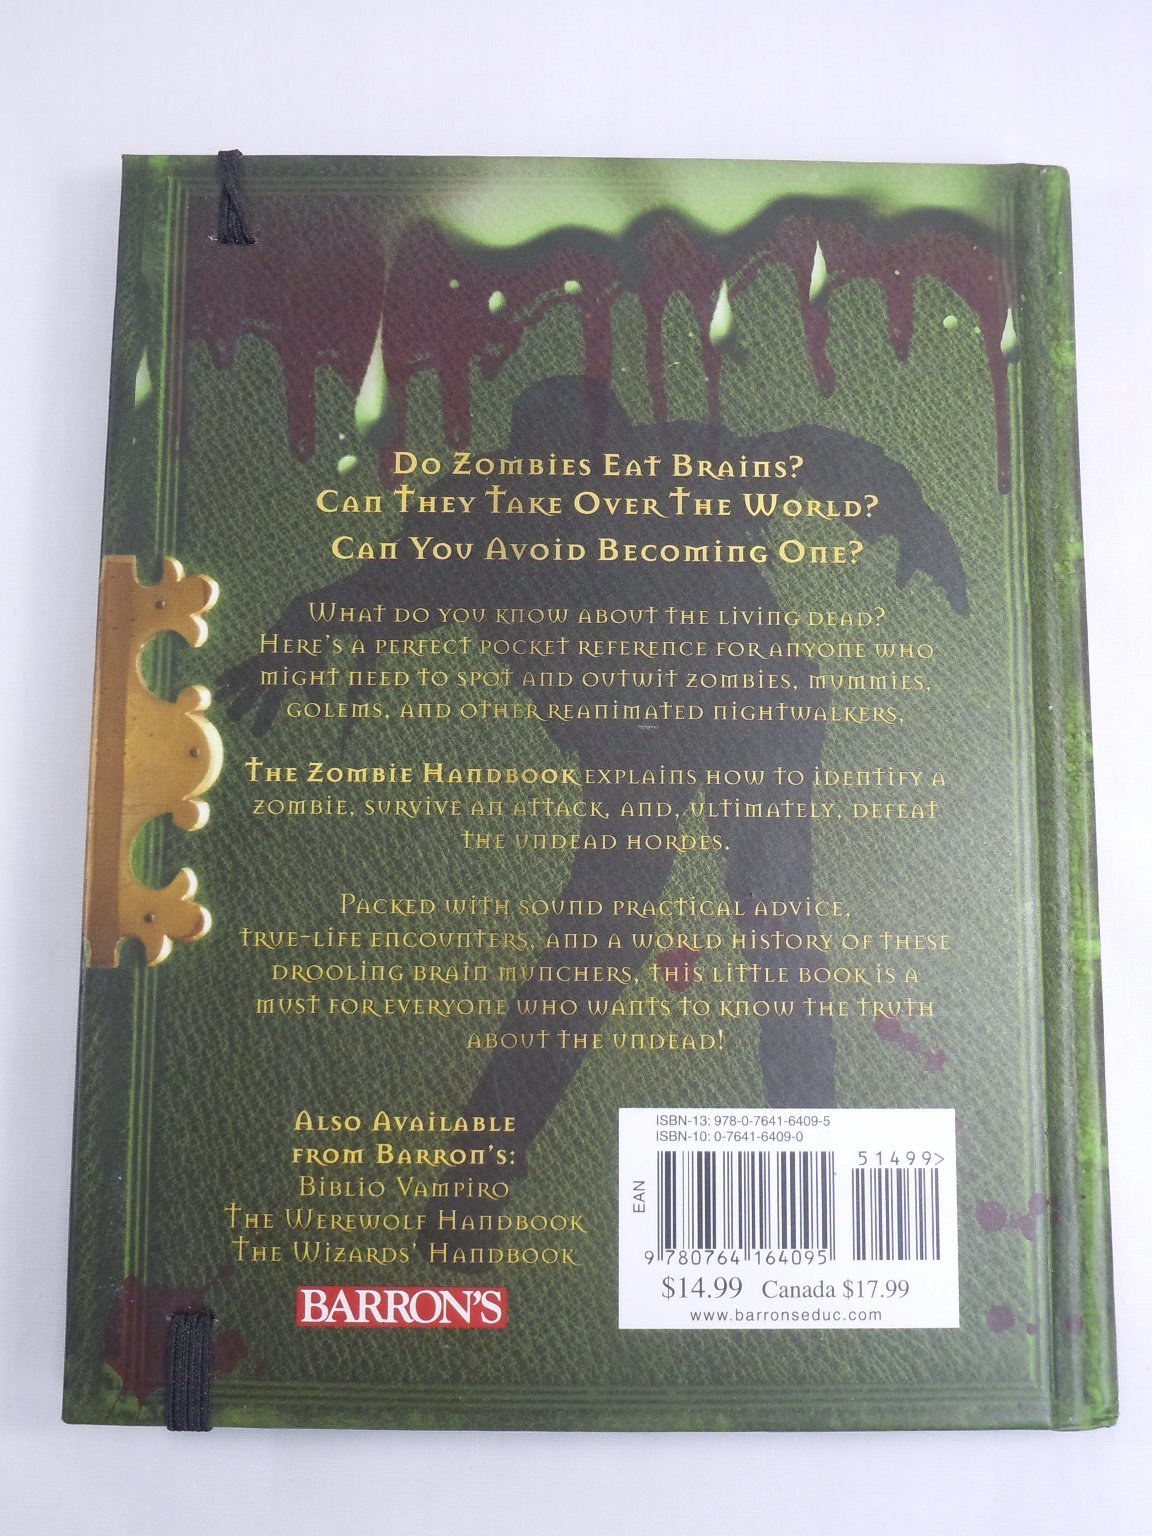 Do Zombies Eat Brains?
Can They Take Over The World?
Can You Avoid Becoming One?
What do you know about the living dead?
Here's a perfect pocket reference for anyone who
might need to spot and outwit zombies, mummies,
golems, and other reanimated nightwalkers.
The Zombie Handbook explains how to identify a
zombie, survive an attack, and, ultimately, defeat
the undead hordes.
Packed with sound practical advice,
true-life encounters, and a world history of these
drooling brain munchers, this little book is a
must for everyone who wants to know the truth
about the undead!
Also Available
from Barron's:
Biblio Vampiro
The Werewolf Handbook
The Wizards' Handbook
BARRON'S
ISBN-13: 978-0-7641-6409-5
ISBN-10: 0-7641-6409-0
51499>
EAN
9 780764 164095
$14.99 Canada $17.99
www.barronseduc.com